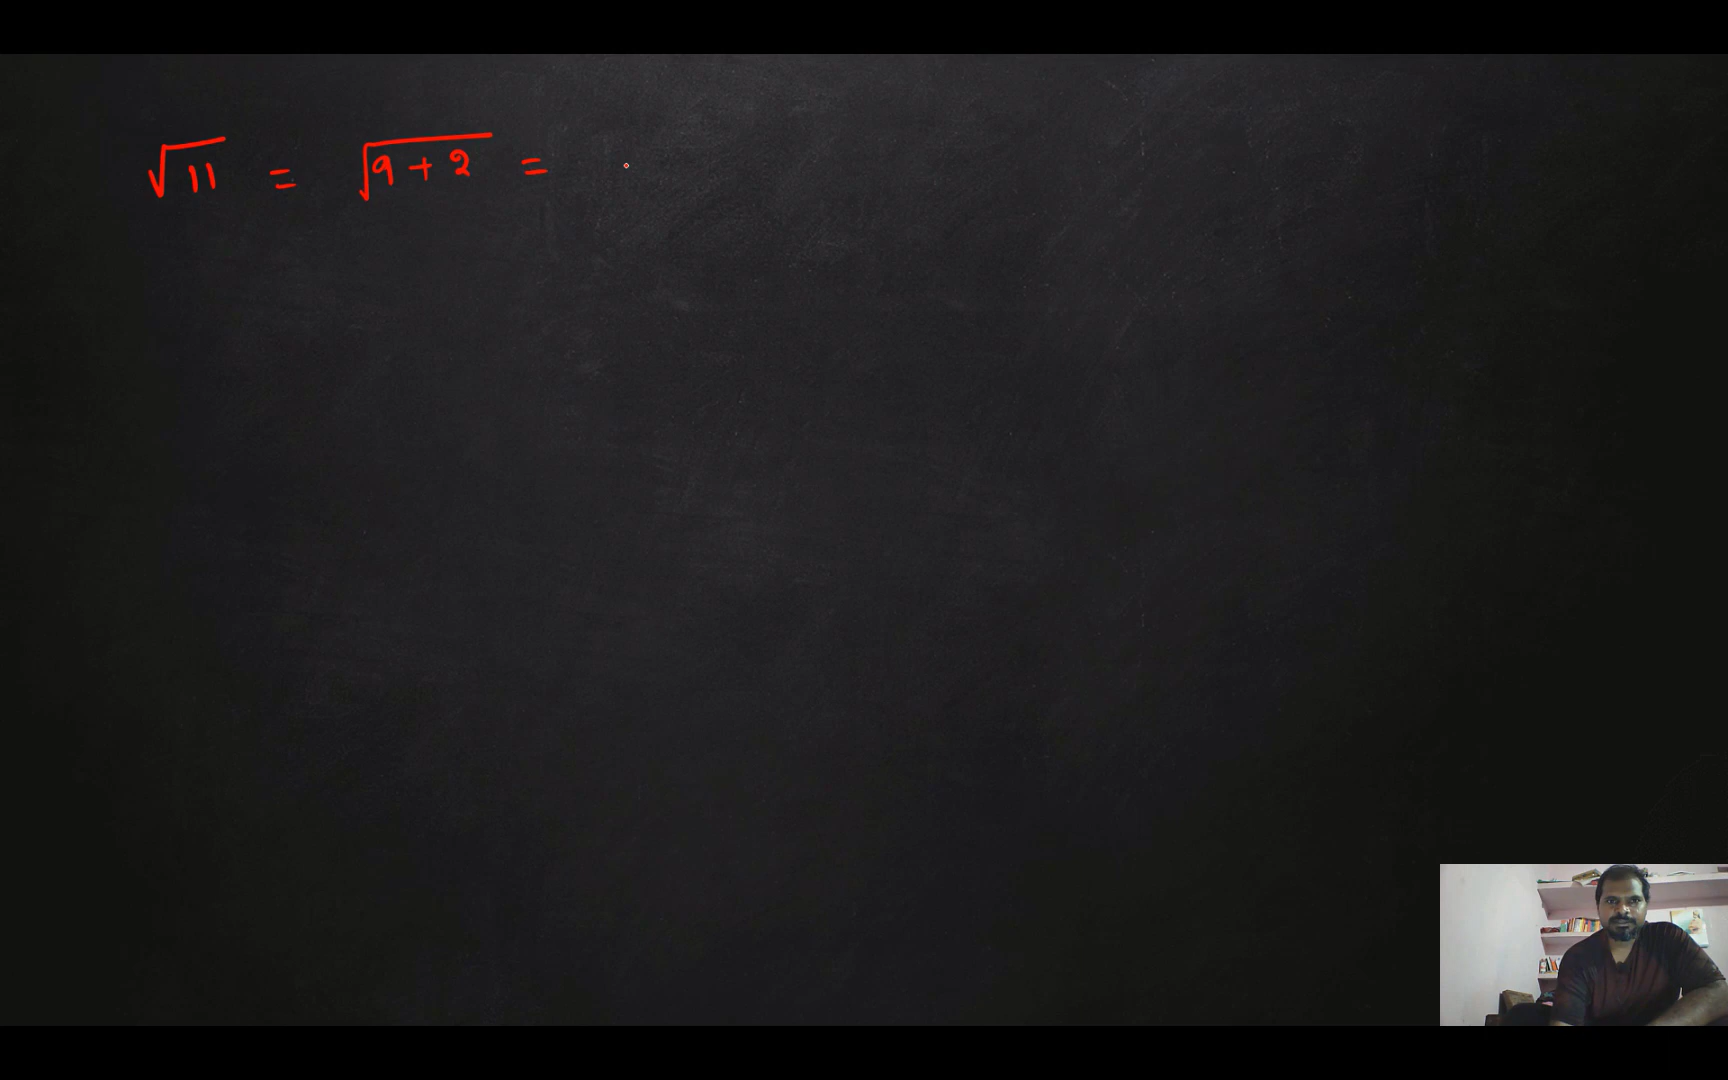 √11 = √9+2 =